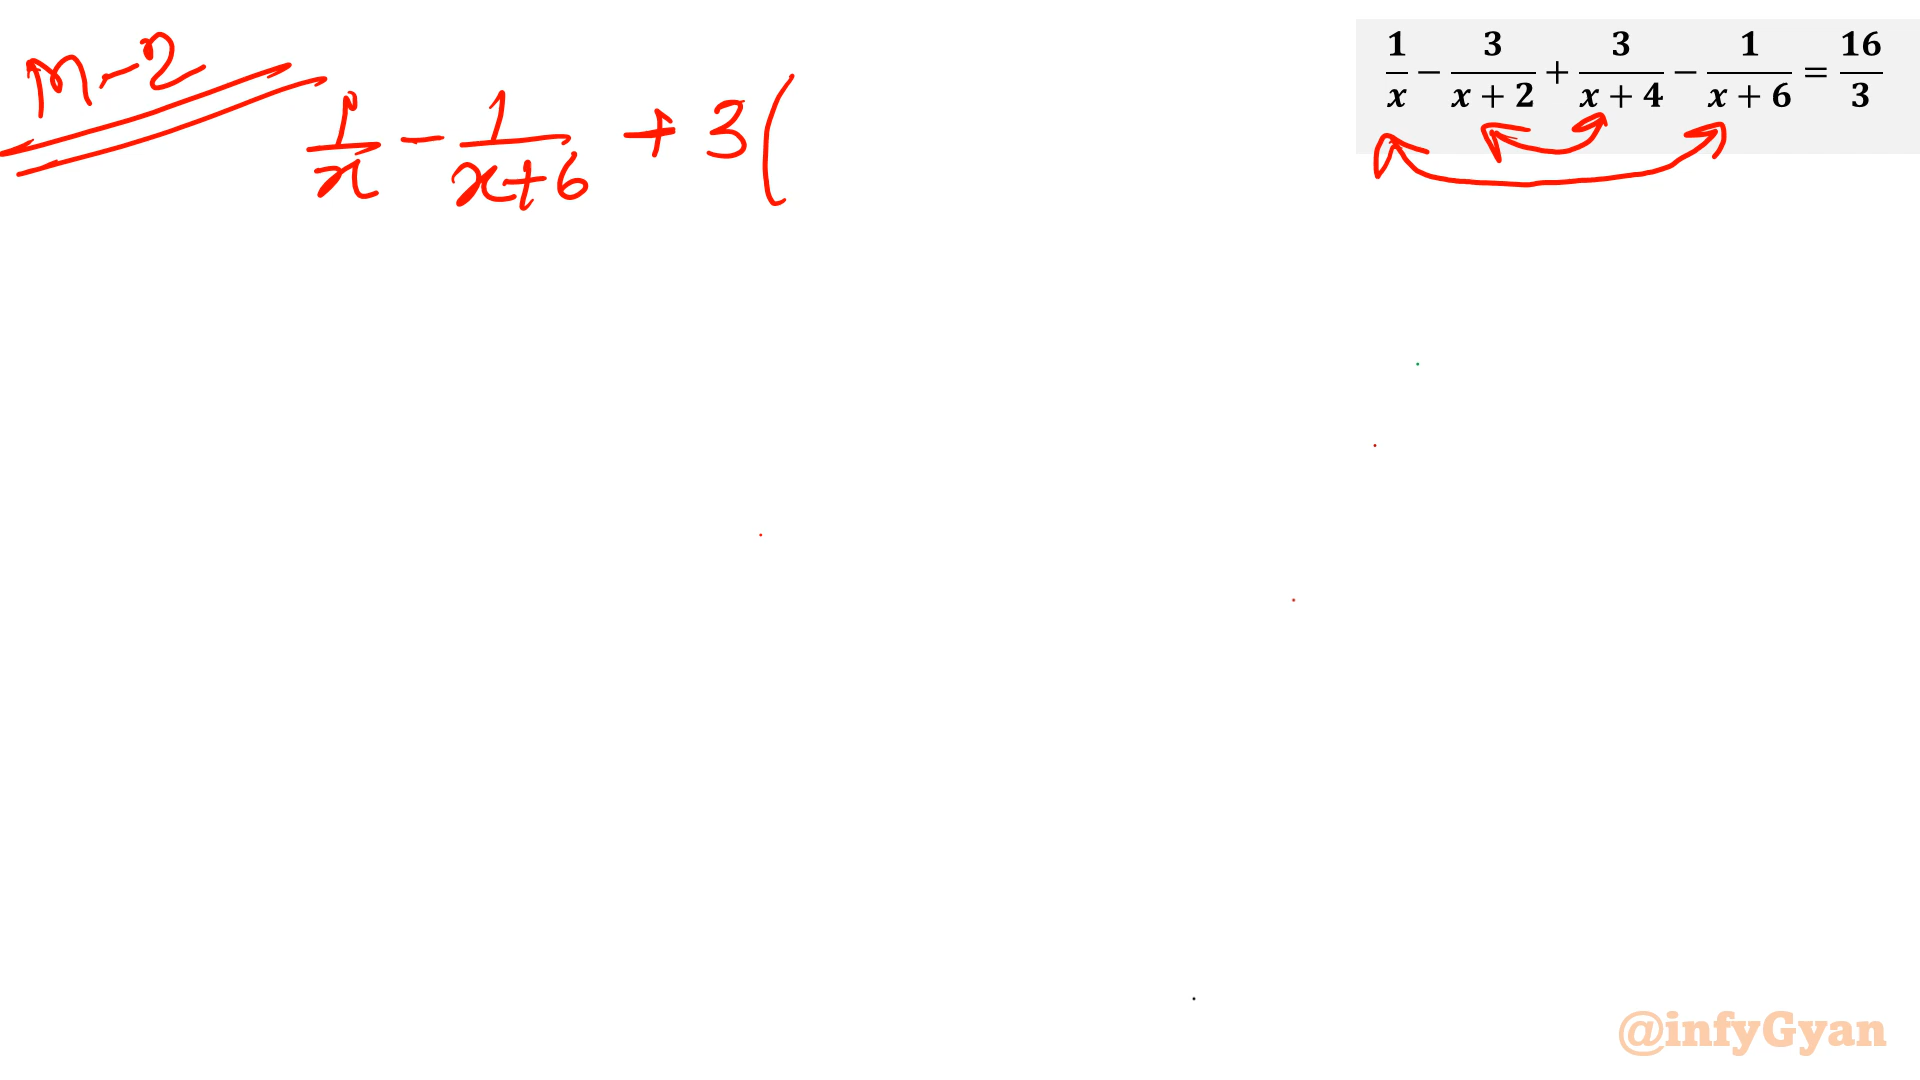 m-2
1/x - 1/(x+6) + 3(
1/x − 3/(x + 2) + 3/(x + 4) − 1/(x + 6) = 16/3
@infyGyan